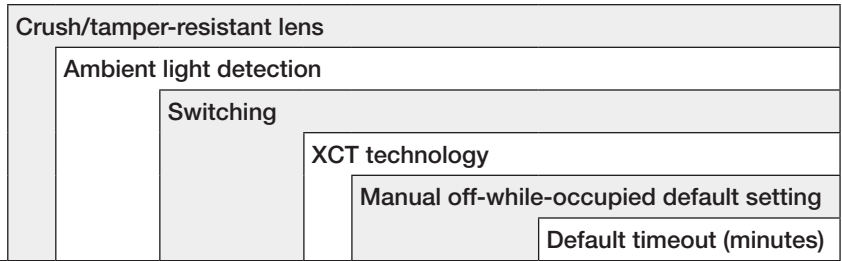 Crush/tamper-resistant lens
Ambient light detection
Switching
XCT technology
Manual off-while-occupied default setting
Default timeout (minutes)